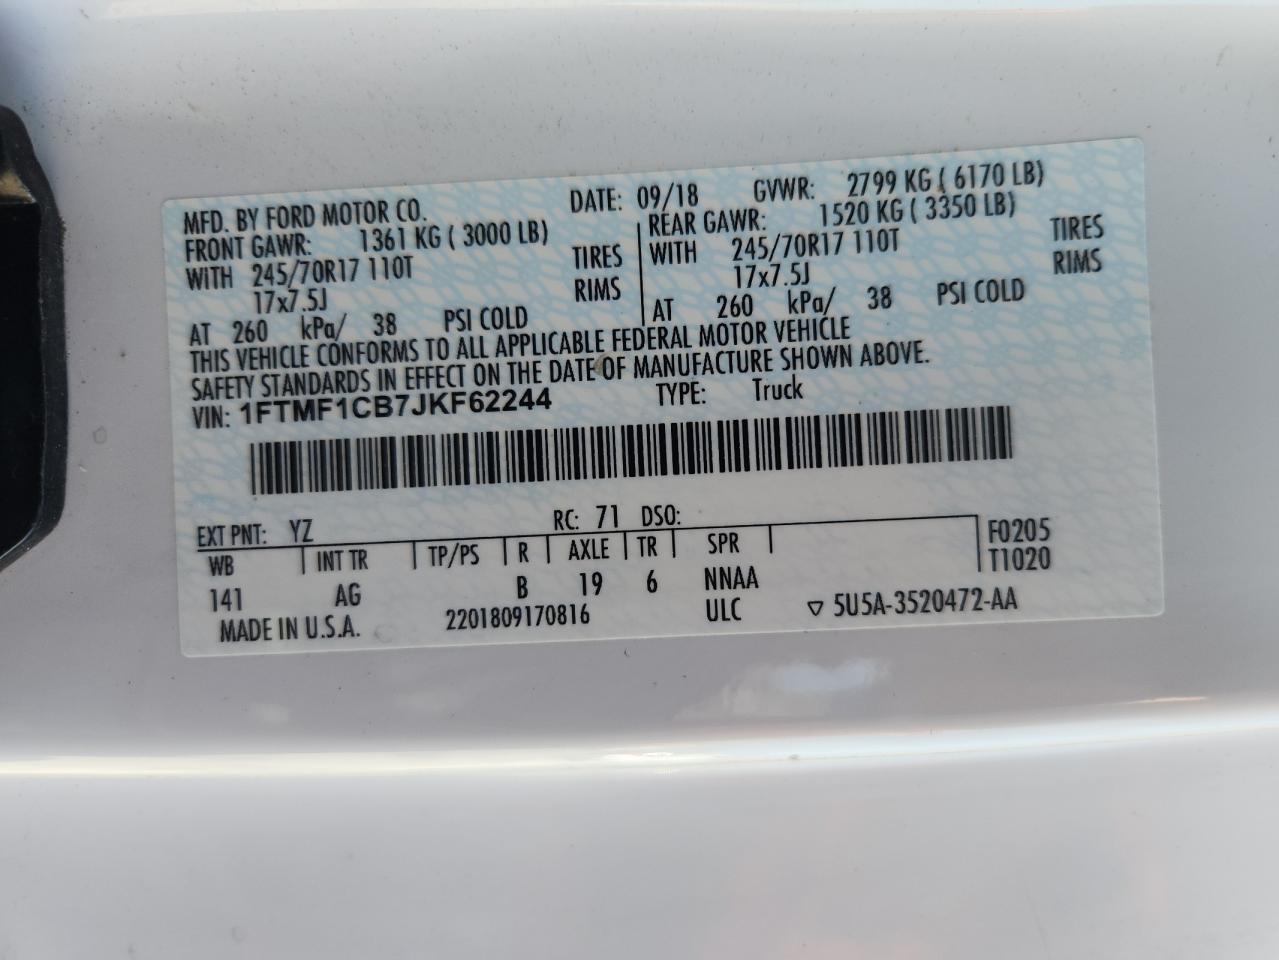 MFD. BY FORD MOTOR CO. DATE: 09/18 GVWR: 2799 KG ( 6170 LB)
FRONT GAWR: 1361 KG ( 3000 LB) REAR GAWR: 1520 KG ( 3350 LB)
WITH 245/70R17 110T TIRES WITH 245/70R17 110T TIRES
17x7.5J RIMS 17x7.5J RIMS
AT 260 kPa/ 38 PSI COLD AT 260 kPa/ 38 PSI COLD
THIS VEHICLE CONFORMS TO ALL APPLICABLE FEDERAL MOTOR VEHICLE
SAFETY STANDARDS IN EFFECT ON THE DATE OF MANUFACTURE SHOWN ABOVE.
VIN: 1FTMF1CB7JKF62244 TYPE: Truck
EXT PNT: YZ RC: 71 DSO:
WB INT TR TP/PS R AXLE TR SPR F0205
T1020
141 AG B 19 6 NNAA
MADE IN U.S.A. 2201809170816 ULC ▽ 5U5A-3520472-AA